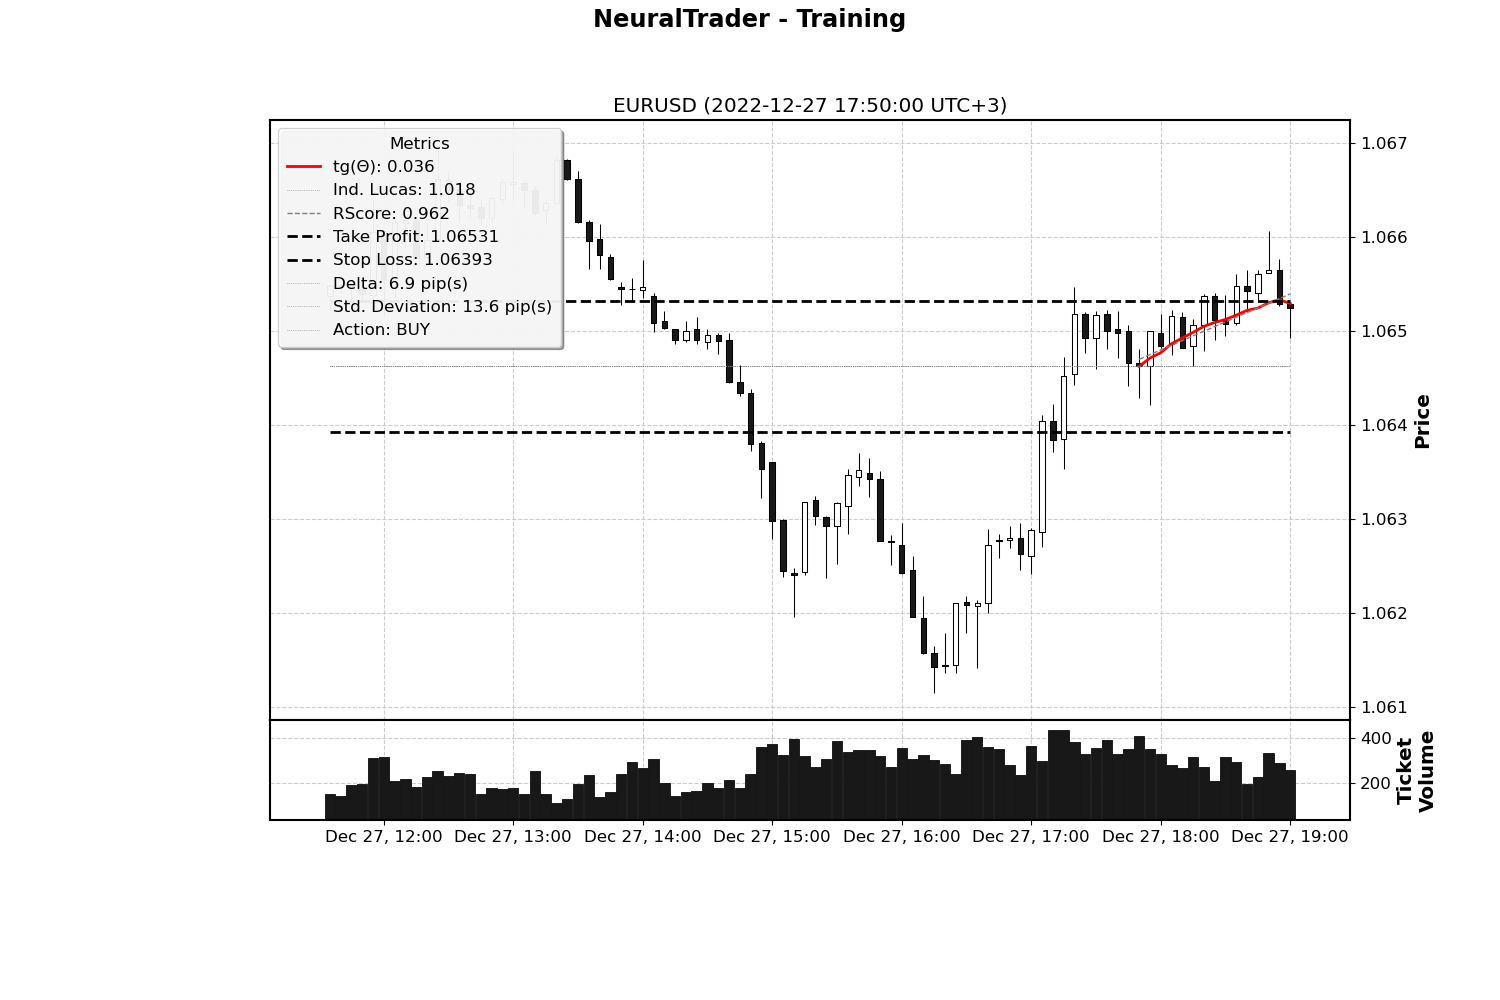 NeuralTrader - Training
EURUSD (2022-12-27 17:50:00 UTC+3)
Metrics
tg(Θ): 0.036
Ind. Lucas: 1.018
RScore: 0.962
Take Profit: 1.06531
Stop Loss: 1.06393
Delta: 6.9 pip(s)
Std. Deviation: 13.6 pip(s)
Action: BUY
1.067
1.066
1.065
1.064
1.063
1.062
1.061
Price
400
200
Ticket
Volume
Dec 27, 12:00 Dec 27, 13:00 Dec 27, 14:00 Dec 27, 15:00 Dec 27, 16:00 Dec 27, 17:00 Dec 27, 18:00 Dec 27, 19:00